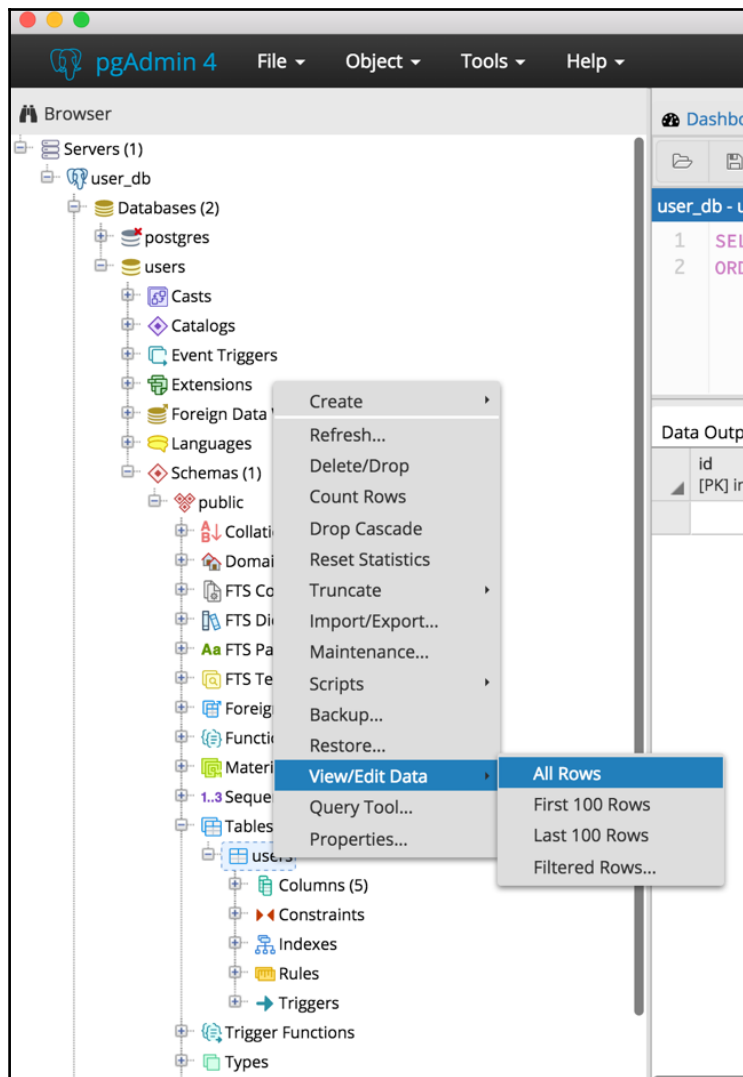 pgAdmin 4 File Object Tools Help
Browser
Servers (1)
user_db
Databases (2)
postgres
users
Casts
Catalogs
Event Triggers
Extensions
Foreign Data
Languages
Schemas (1)
public
Collati
Domai
FTS Co
FTS Di
Aa FTS Pa
FTS Te
Foreig
Functi
Materi
1..3 Seque
Tables
users
Columns (5)
Constraints
Indexes
Rules
Triggers
Trigger Functions
Types
Create
Refresh...
Delete/Drop
Count Rows
Drop Cascade
Reset Statistics
Truncate
Import/Export...
Maintenance...
Scripts
Backup...
Restore...
View/Edit Data
Query Tool...
Properties...
All Rows
First 100 Rows
Last 100 Rows
Filtered Rows...
Dashbo
user_db - u
1 SEL
2 ORD
Data Outp
id
[PK] in